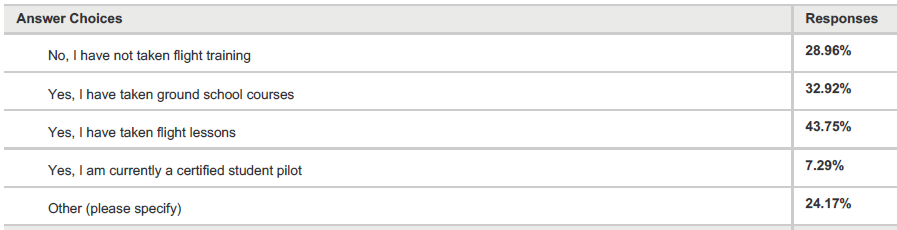 Answer Choices Responses
No, I have not taken flight training 28.96%
Yes, I have taken ground school courses 32.92%
Yes, I have taken flight lessons 43.75%
Yes, I am currently a certified student pilot 7.29%
Other (please specify) 24.17%